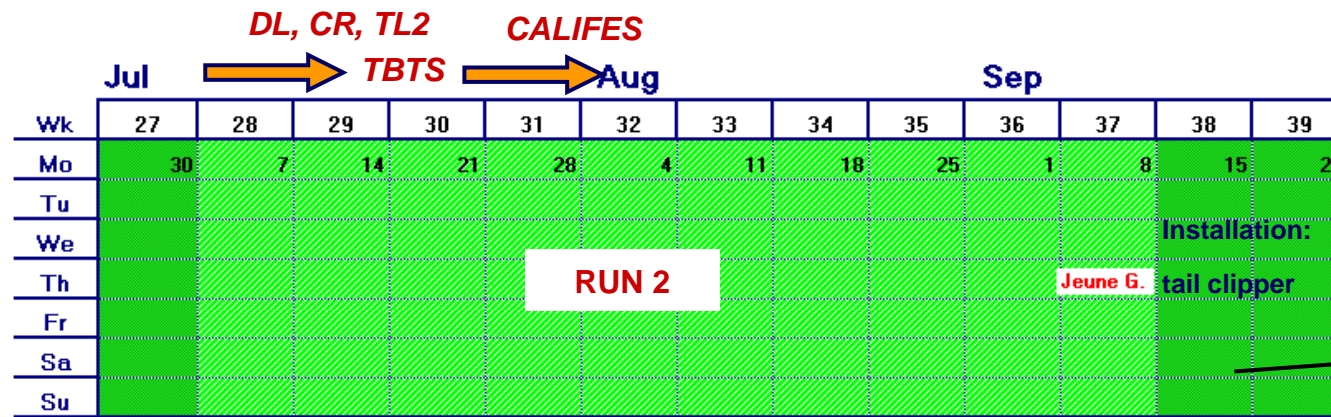 DL, CR, TL2 CALIFES
TBTS
Jul Aug Sep
Wk 27 28 29 30 31 32 33 34 35 36 37 38 39
Mo 30 7 14 21 28 4 11 18 25 1 8 15 2
Tu
We Installation:
Th RUN 2 Jeune G. tail clipper
Fr
Sa
Su